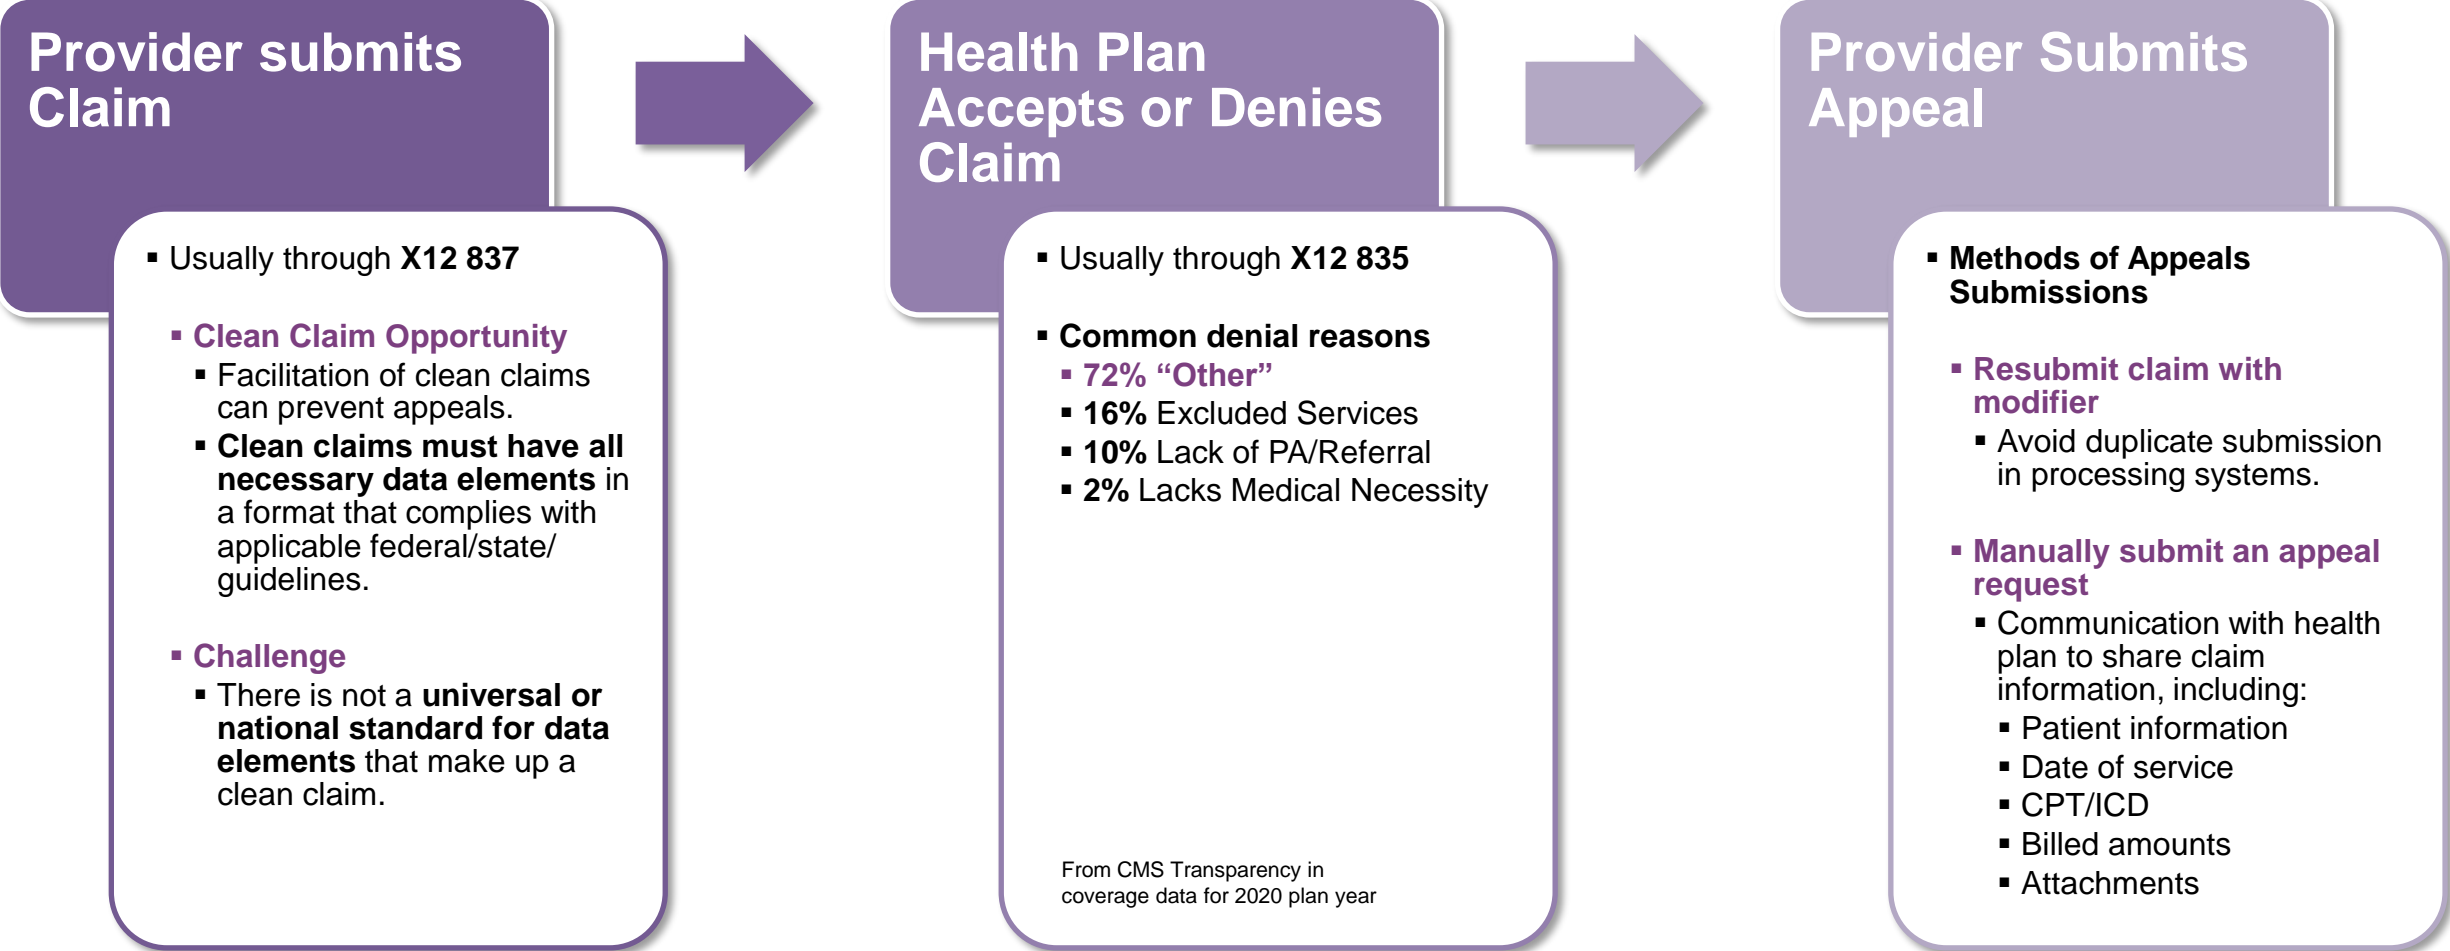 Provider submits
Claim
▪ Usually through X12 837
▪ Clean Claim Opportunity
▪ Facilitation of clean claims
can prevent appeals.
▪ Clean claims must have all
necessary data elements in
a format that complies with
applicable federal/state/
guidelines.
▪ Challenge
▪ There is not a universal or
national standard for data
elements that make up a
clean claim.
Health Plan
Accepts or Denies
Claim
▪ Usually through X12 835
▪ Common denial reasons
▪ 72% “Other”
▪ 16% Excluded Services
▪ 10% Lack of PA/Referral
▪ 2% Lacks Medical Necessity
From CMS Transparency in
coverage data for 2020 plan year
Provider Submits
Appeal
▪ Methods of Appeals
Submissions
▪ Resubmit claim with
modifier
▪ Avoid duplicate submission
in processing systems.
▪ Manually submit an appeal
request
▪ Communication with health
plan to share claim
information, including:
▪ Patient information
▪ Date of service
▪ CPT/ICD
▪ Billed amounts
▪ Attachments